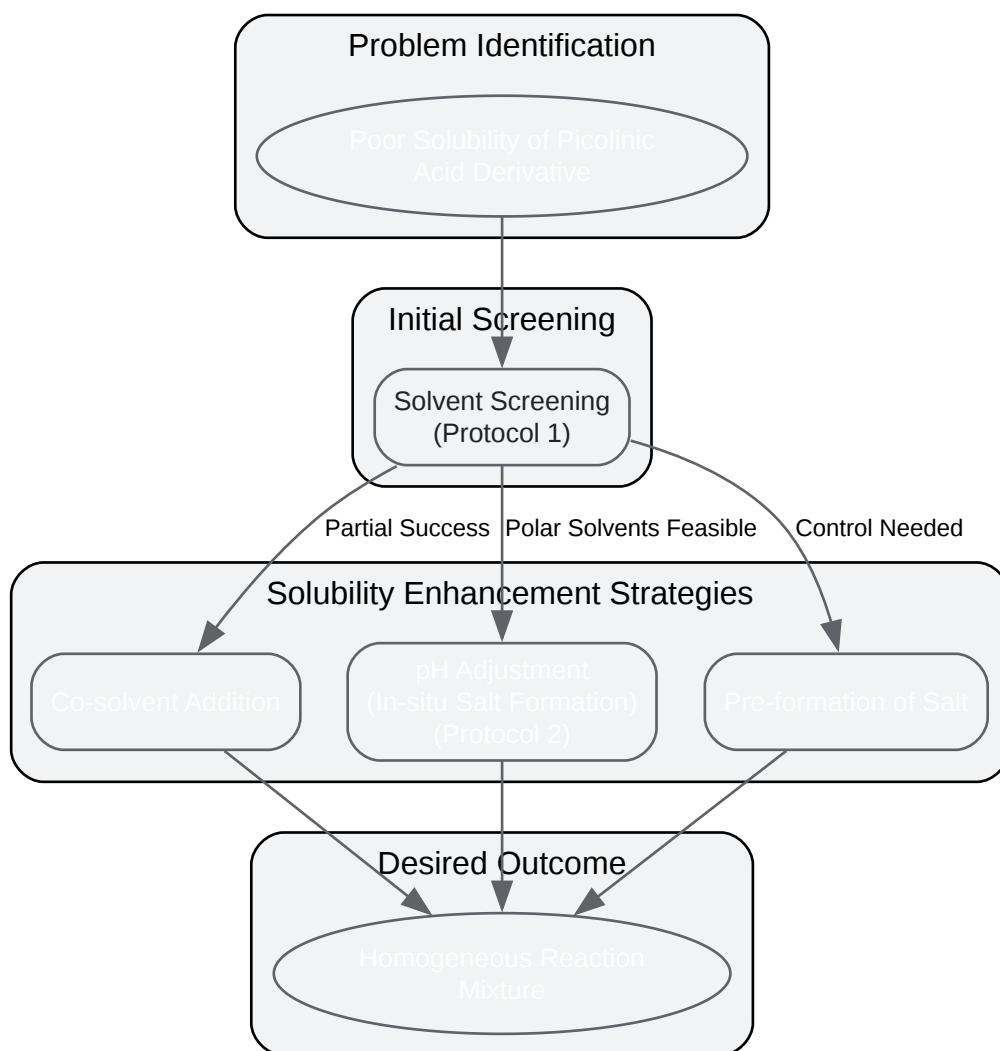 Problem Identification
Poor Solubility of Picolinic
Acid Derivative
Initial Screening
Solvent Screening
(Protocol 1)
Partial Success
Polar Solvents Feasible
Control Needed
Solubility Enhancement Strategies
Co-solvent Addition
pH Adjustment
(In-situ Salt Formation)
(Protocol 2)
Pre-formation of Salt
Desired Outcome
Homogeneous Reaction
Mixture